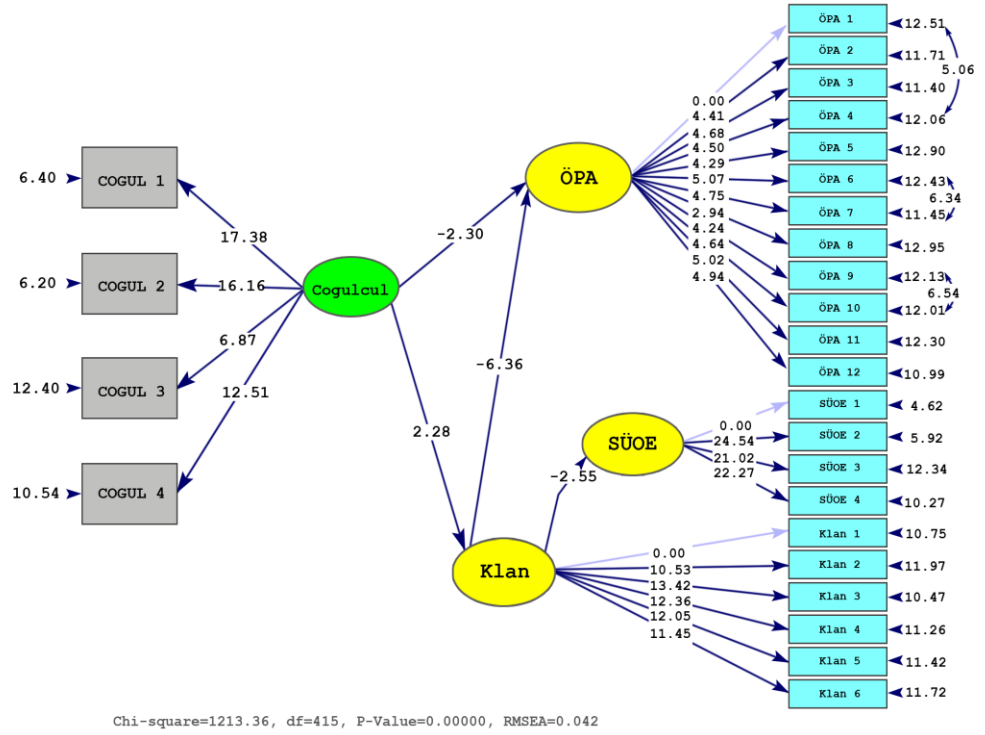 6.40
COGUL 1
6.20
COGUL 2
12.40
COGUL 3
10.54
COGUL 4
17.38
16.16
6.87
12.51
Cogulcul
-2.30
2.28
-6.36
-2.55
ÖPA
SÜOE
Klan
0.00
4.41
4.68
4.50
4.29
5.07
4.75
2.94
4.24
4.64
5.02
4.94
0.00
24.54
21.02
22.27
0.00
10.53
13.42
12.36
12.05
11.45
ÖPA 1 12.51
ÖPA 2 11.71
ÖPA 3 11.40
ÖPA 4 12.06
ÖPA 5 12.90
ÖPA 6 12.43
ÖPA 7 11.45
ÖPA 8 12.95
ÖPA 9 12.13
ÖPA 10 12.01
ÖPA 11 12.30
ÖPA 12 10.99
SÜOE 1 4.62
SÜOE 2 5.92
SÜOE 3 12.34
SÜOE 4 10.27
Klan 1 10.75
Klan 2 11.97
Klan 3 10.47
Klan 4 11.26
Klan 5 11.42
Klan 6 11.72
5.06
6.34
6.54
Chi-square=1213.36, df=415, P-Value=0.00000, RMSEA=0.042